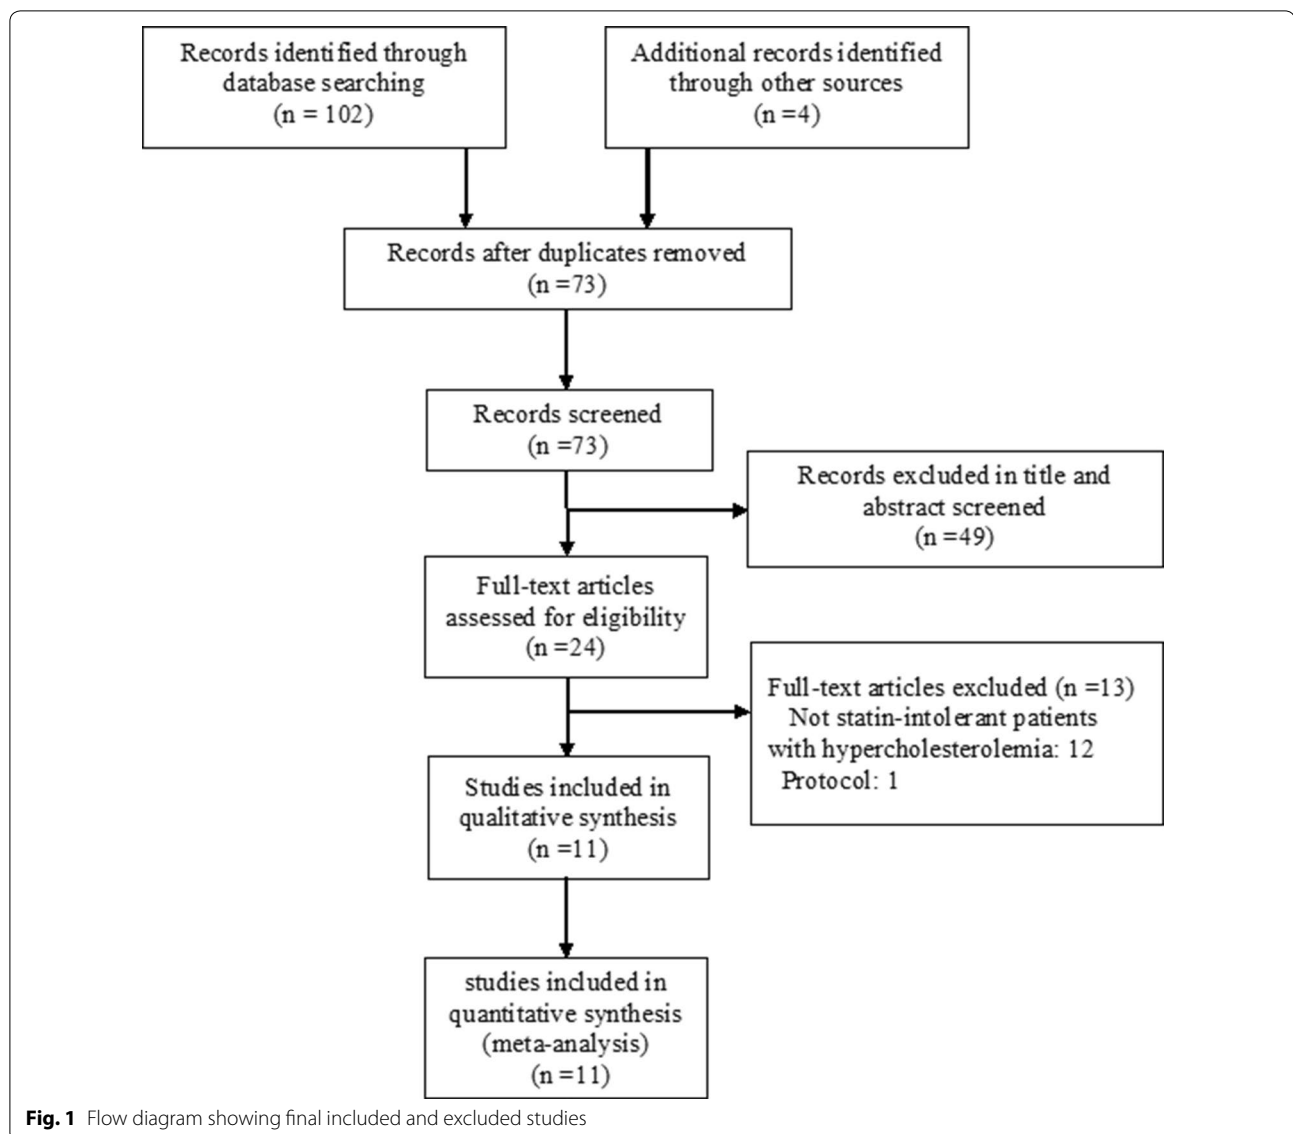 Records identified through
database searching
(n = 102)
Additional records identified
through other sources
(n =4)
Records after duplicates removed
(n =73)
Records screened
(n =73)
Records excluded in title and
abstract screened
(n =49)
Full-text articles
assessed for eligibility
(n =24)
Full-text articles excluded (n =13)
Not statin-intolerant patients
with hypercholesterolemia: 12
Protocol: 1
Studies included in
qualitative synthesis
(n =11)
studies included in
quantitative synthesis
(meta-analysis)
(n =11)
Fig. 1 Flow diagram showing final included and excluded studies